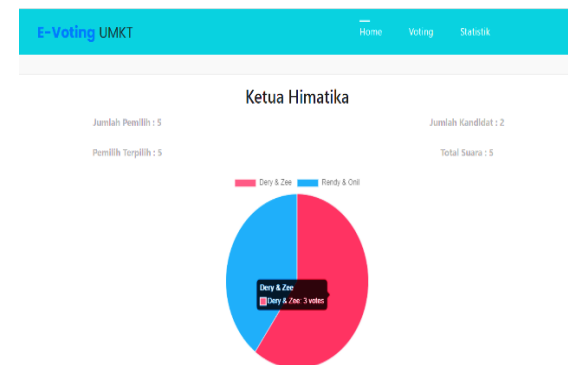 E-Voting UMKT
Home Voting Statistik
Ketua Himatika
Jumlah Pemilih : 5
Jumlah Kandidat : 2
Pemilih Terpilih : 5
Total Suara : 5
Dery & Zee Rendy & Onil
Dery & Zee
Dery & Zee: 3 votes